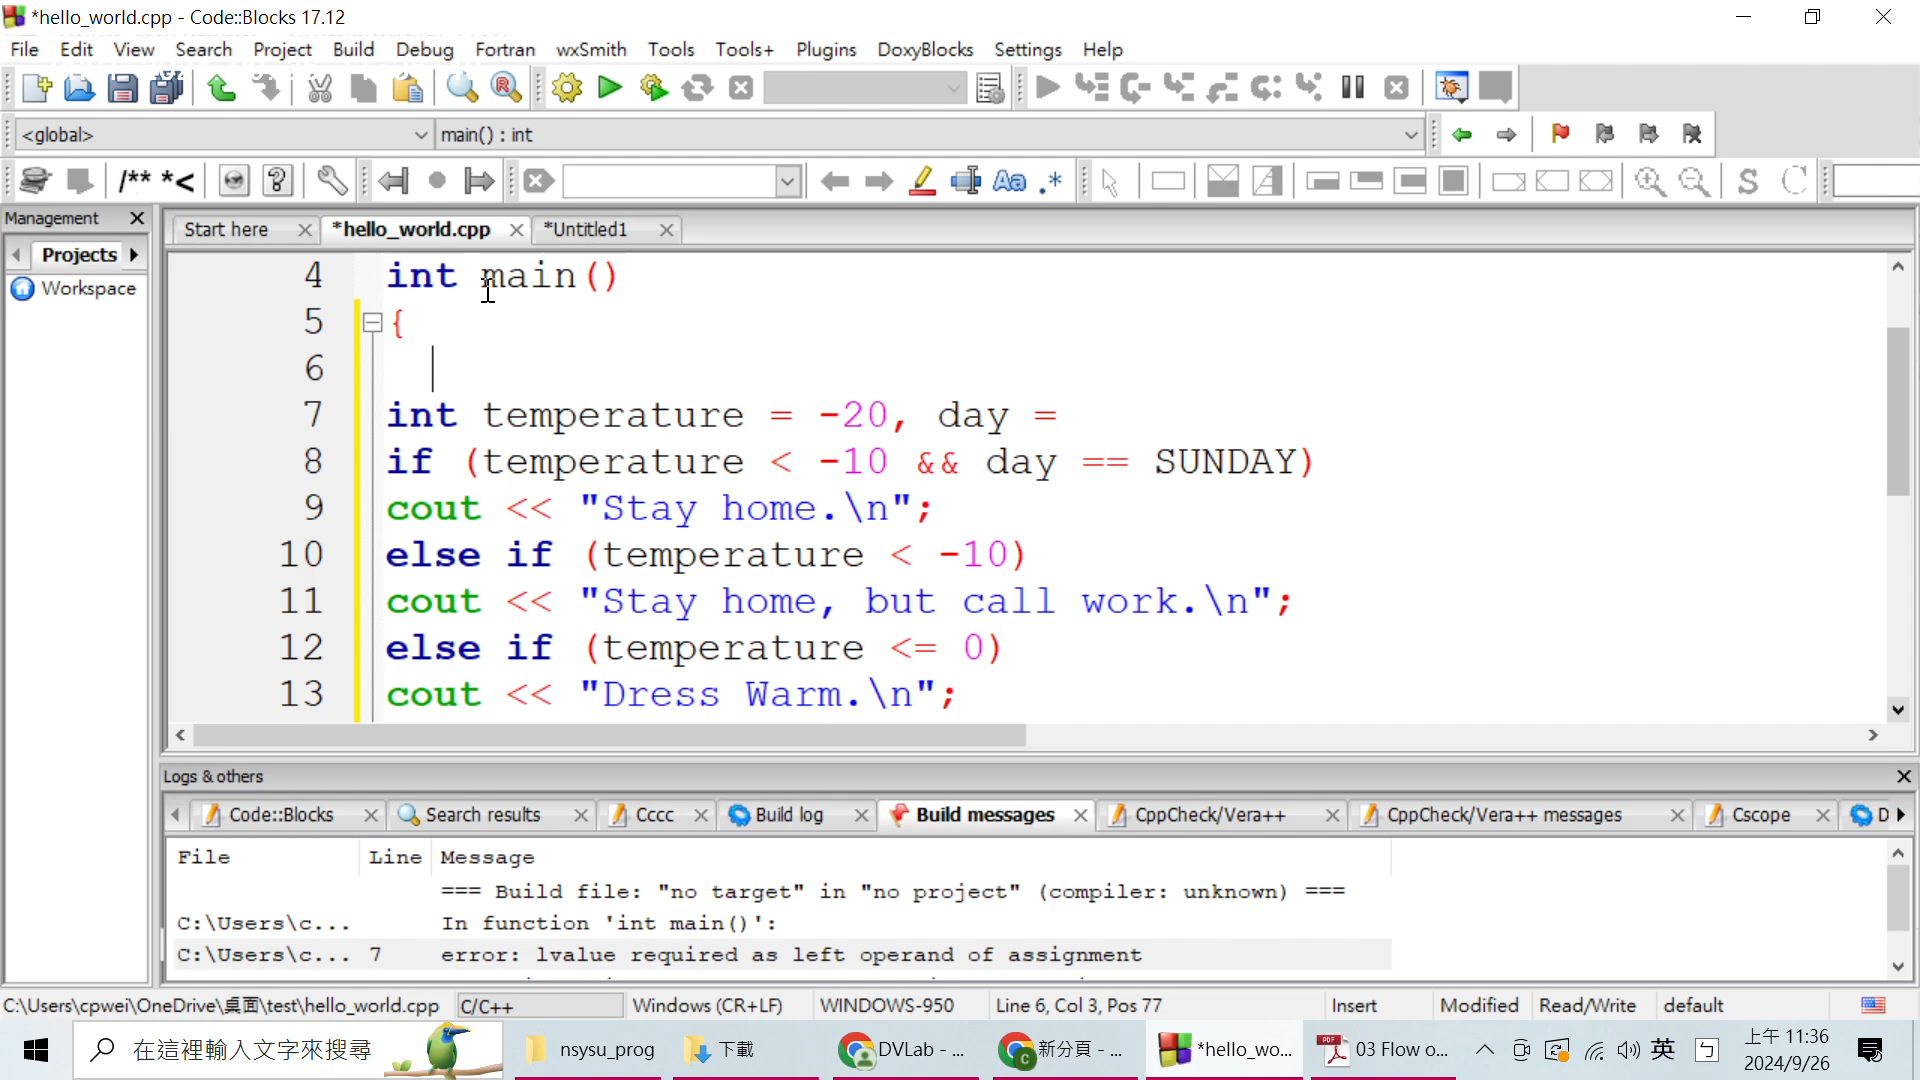 *hello_world.cpp - Code::Blocks 17.12
File Edit View Search Project Build Debug Fortran wxSmith Tools Tools+ Plugins DoxyBlocks Settings Help
<global> main() : int
/** *<
Management
Start here *hello_world.cpp *Untitled1
Projects
Workspace
4 int main()
5 {
6
7 int temperature = -20, day =
8 if (temperature < -10 && day == SUNDAY)
9 cout << "Stay home.\n";
10 else if (temperature < -10)
11 cout << "Stay home, but call work.\n";
12 else if (temperature <= 0)
13 cout << "Dress Warm.\n";
Logs & others
Code::Blocks Search results Cccc Build log Build messages CppCheck/Vera++ CppCheck/Vera++ messages Cscope D
File Line Message
=== Build file: "no target" in "no project" (compiler: unknown) ===
C:\Users\c... In function 'int main()':
C:\Users\c... 7 error: lvalue required as left operand of assignment
C:\Users\cpwei\OneDrive\桌面\test\hello_world.cpp C/C++ Windows (CR+LF) WINDOWS-950 Line 6, Col 3, Pos 77 Insert Modified Read/Write default
在這裡輸入文字來搜尋 nsysu_prog 下載 DVLab - ... 新分頁 - ... *hello_wo... 03 Flow o... 英 上午 11:36
2024/9/26